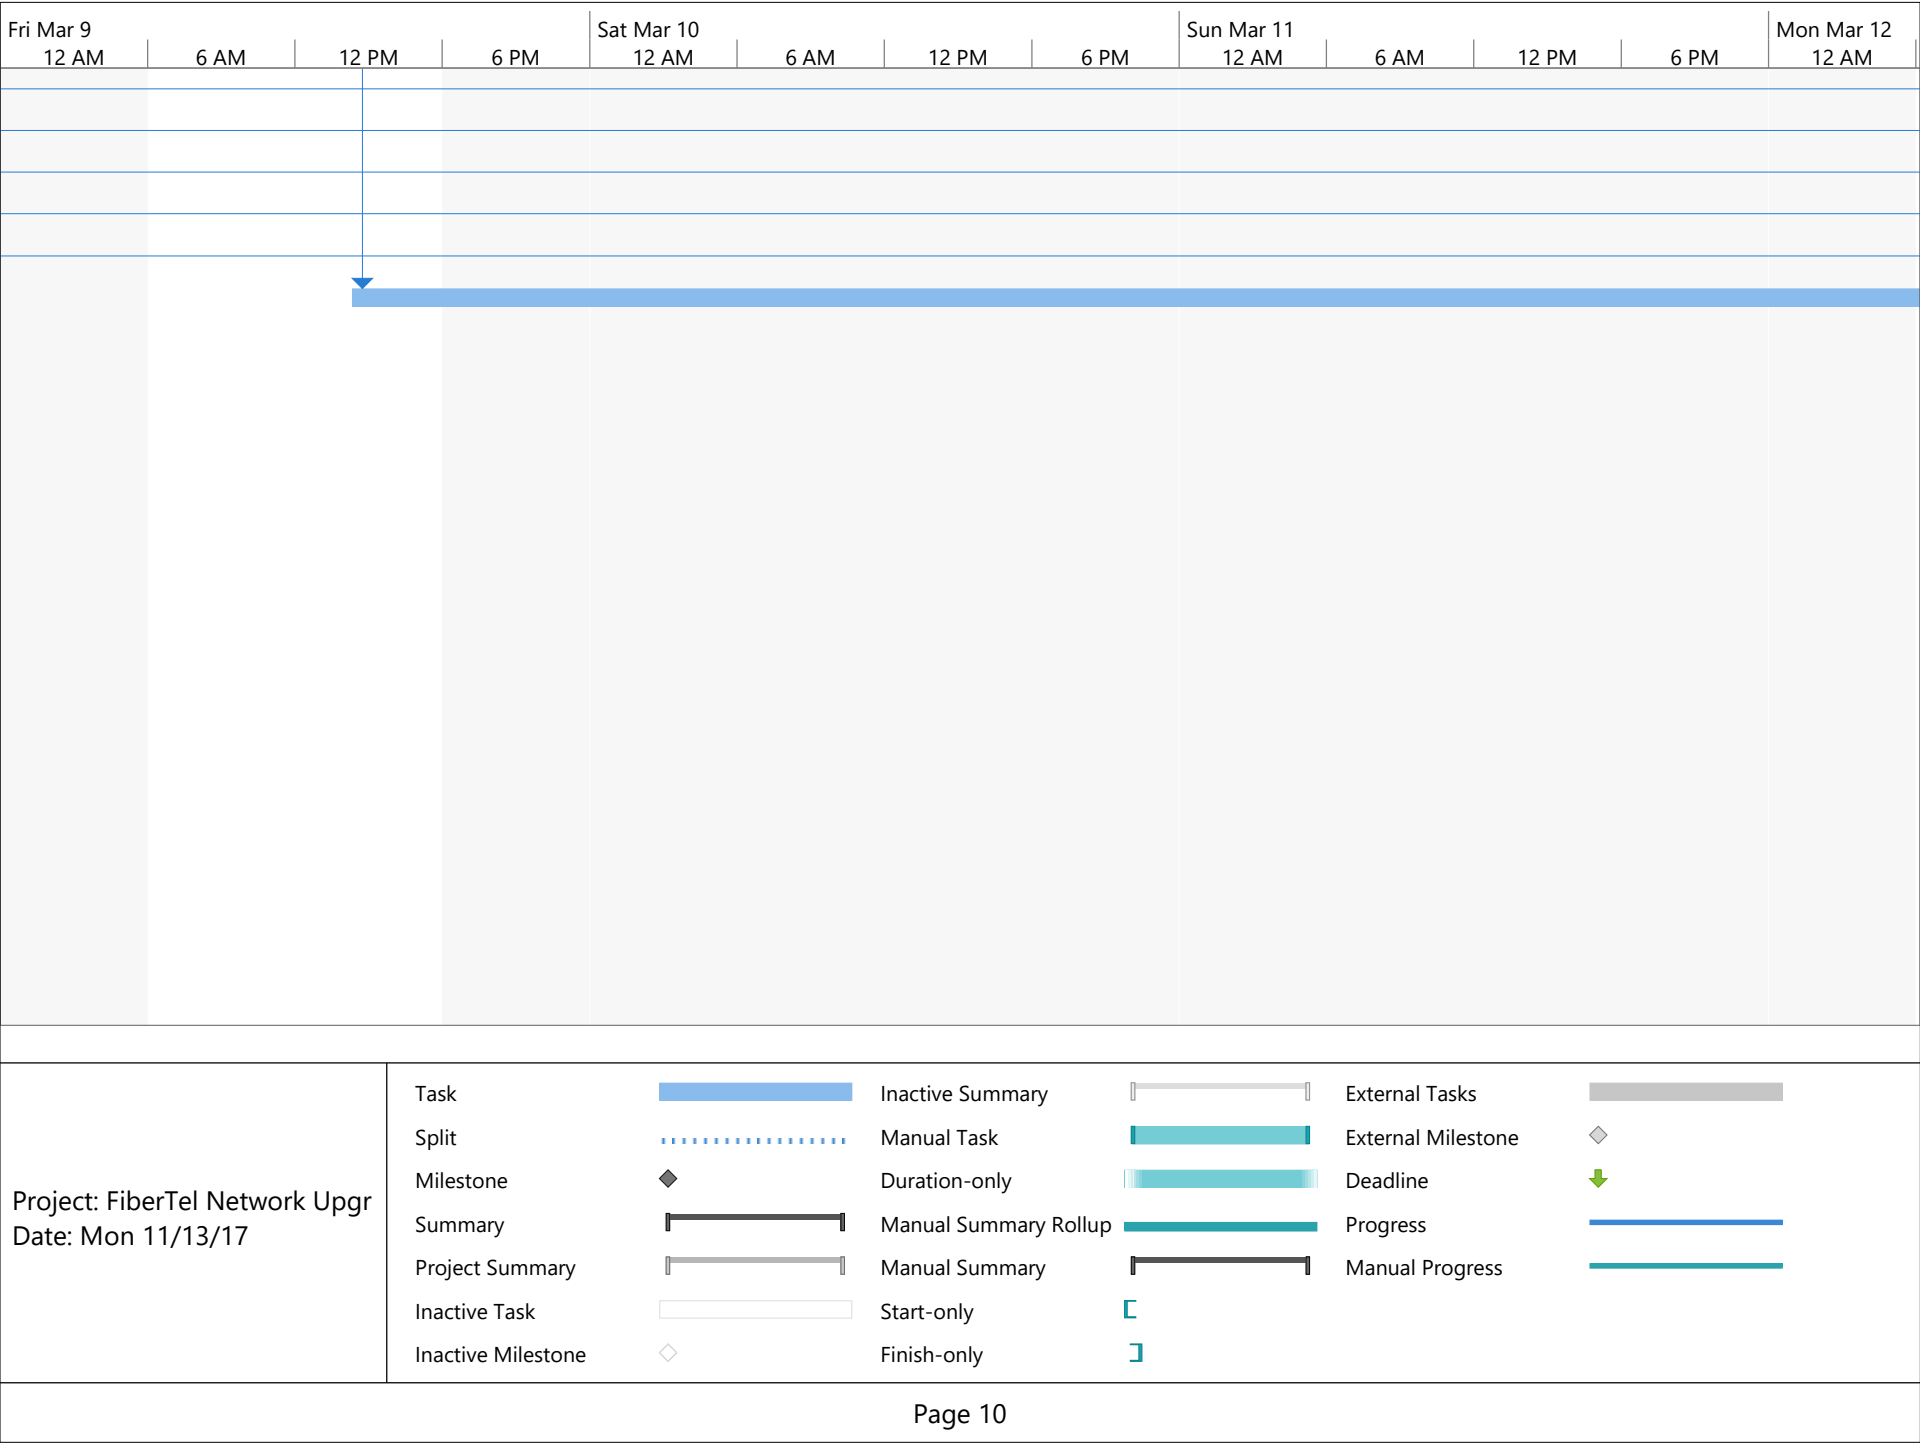 Fri Mar 9 Sat Mar 10 Sun Mar 11 Mon Mar 12
12 AM 6 AM 12 PM 6 PM 12 AM 6 AM 12 PM 6 PM 12 AM 6 AM 12 PM 6 PM 12 AM
Project: FiberTel Network Upgr
Date: Mon 11/13/17
Task
Split
Milestone
Summary
Project Summary
Inactive Task
Inactive Milestone
Inactive Summary
Manual Task
Duration-only
Manual Summary Rollup
Manual Summary
Start-only
Finish-only
External Tasks
External Milestone
Deadline
Progress
Manual Progress
Page 10